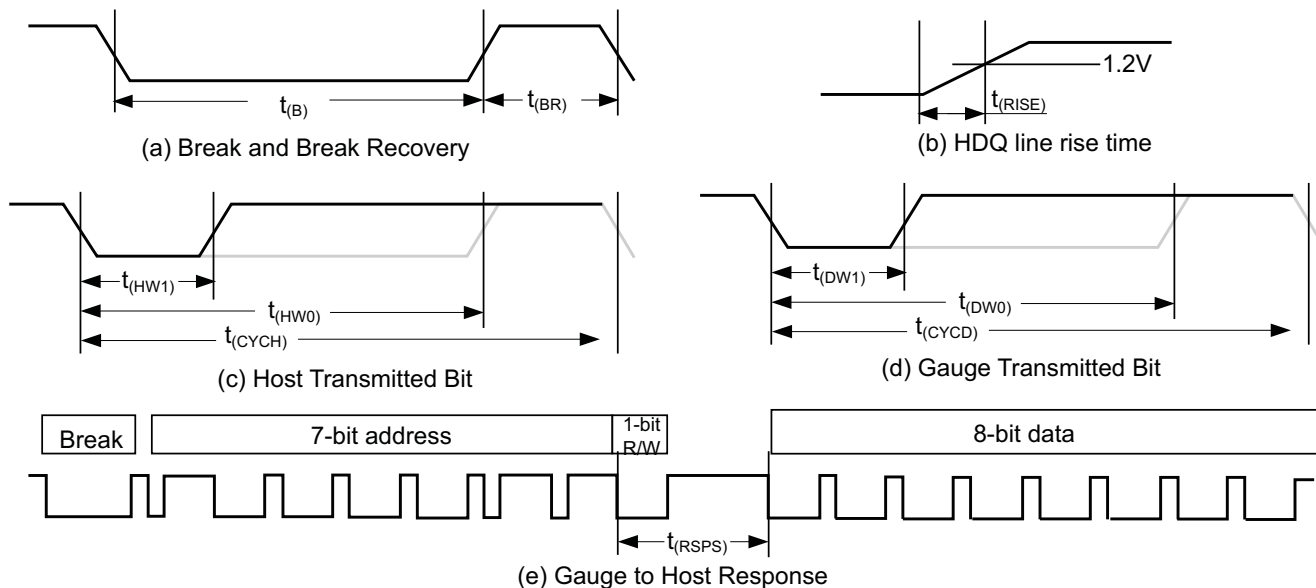 t(B)
t(BR)
(a) Break and Break Recovery
1.2V
t(RISE)
(b) HDQ line rise time
t(HW1)
t(HW0)
t(CYCH)
(c) Host Transmitted Bit
t(DW1)
t(DW0)
t(CYCD)
(d) Gauge Transmitted Bit
Break
7-bit address
1-bit
R/W
8-bit data
t(RSPS)
(e) Gauge to Host Response